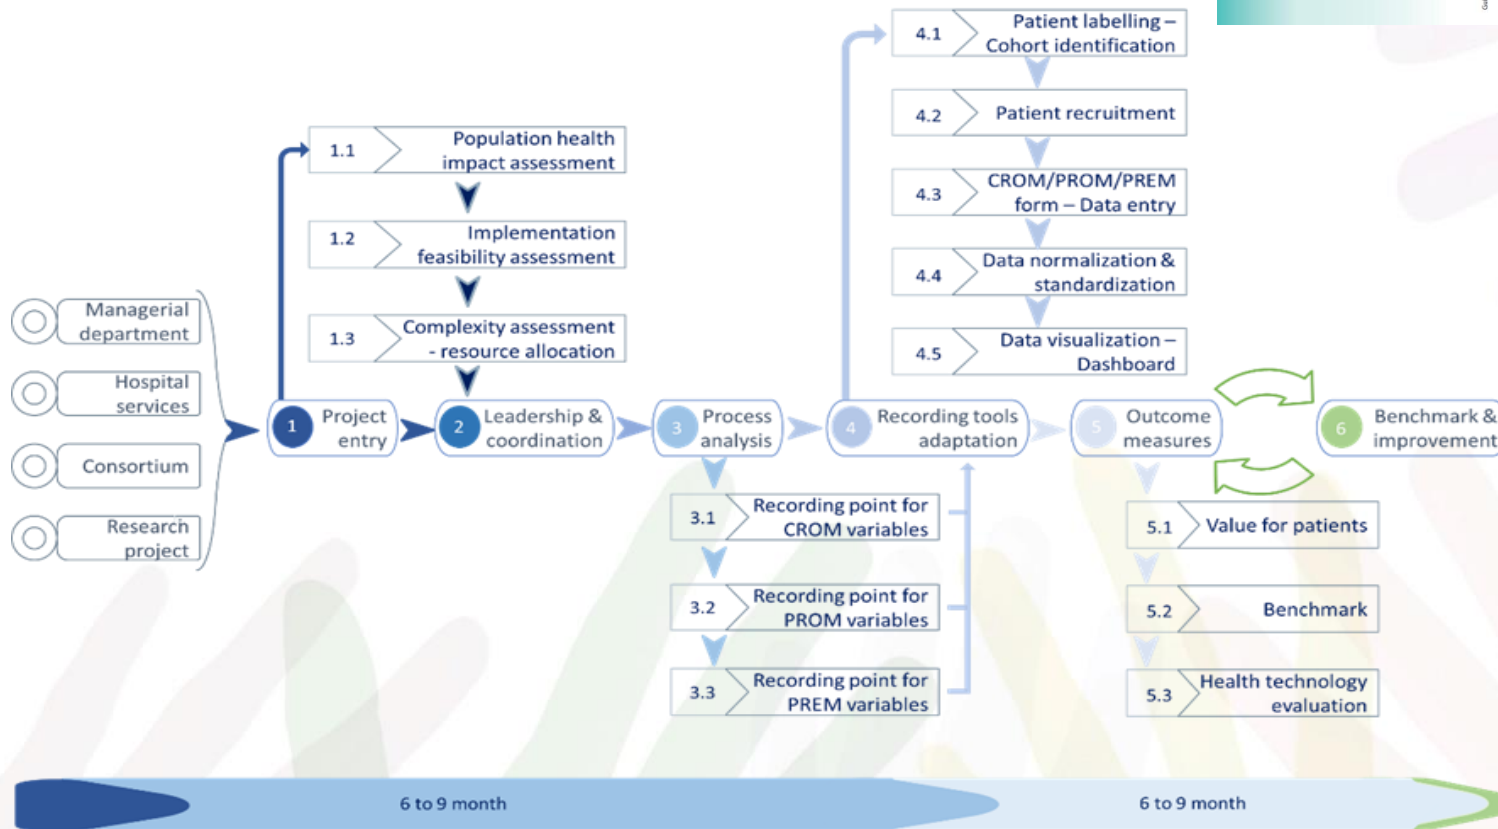 Managerial
department
Hospital
services
Consortium
Research
project
1
Project
entry
1.1
Population health
impact assessment
1.2
Implementation
feasibility assessment
1.3
Complexity assessment
- resource allocation
2
Leadership &
coordination
3
Process
analysis
3.1
Recording point for
CROM variables
3.2
Recording point for
PROM variables
3.3
Recording point for
PREM variables
4
Recording tools
adaptation
4.1
Patient labelling –
Cohort identification
4.2
Patient recruitment
4.3
CROM/PROM/PREM
form – Data entry
4.4
Data normalization &
standardization
4.5
Data visualization –
Dashboard
5
Outcome
measures
5.1
Value for patients
5.2
Benchmark
5.3
Health technology
evaluation
6
Benchmark &
improvement
6 to 9 month
6 to 9 month